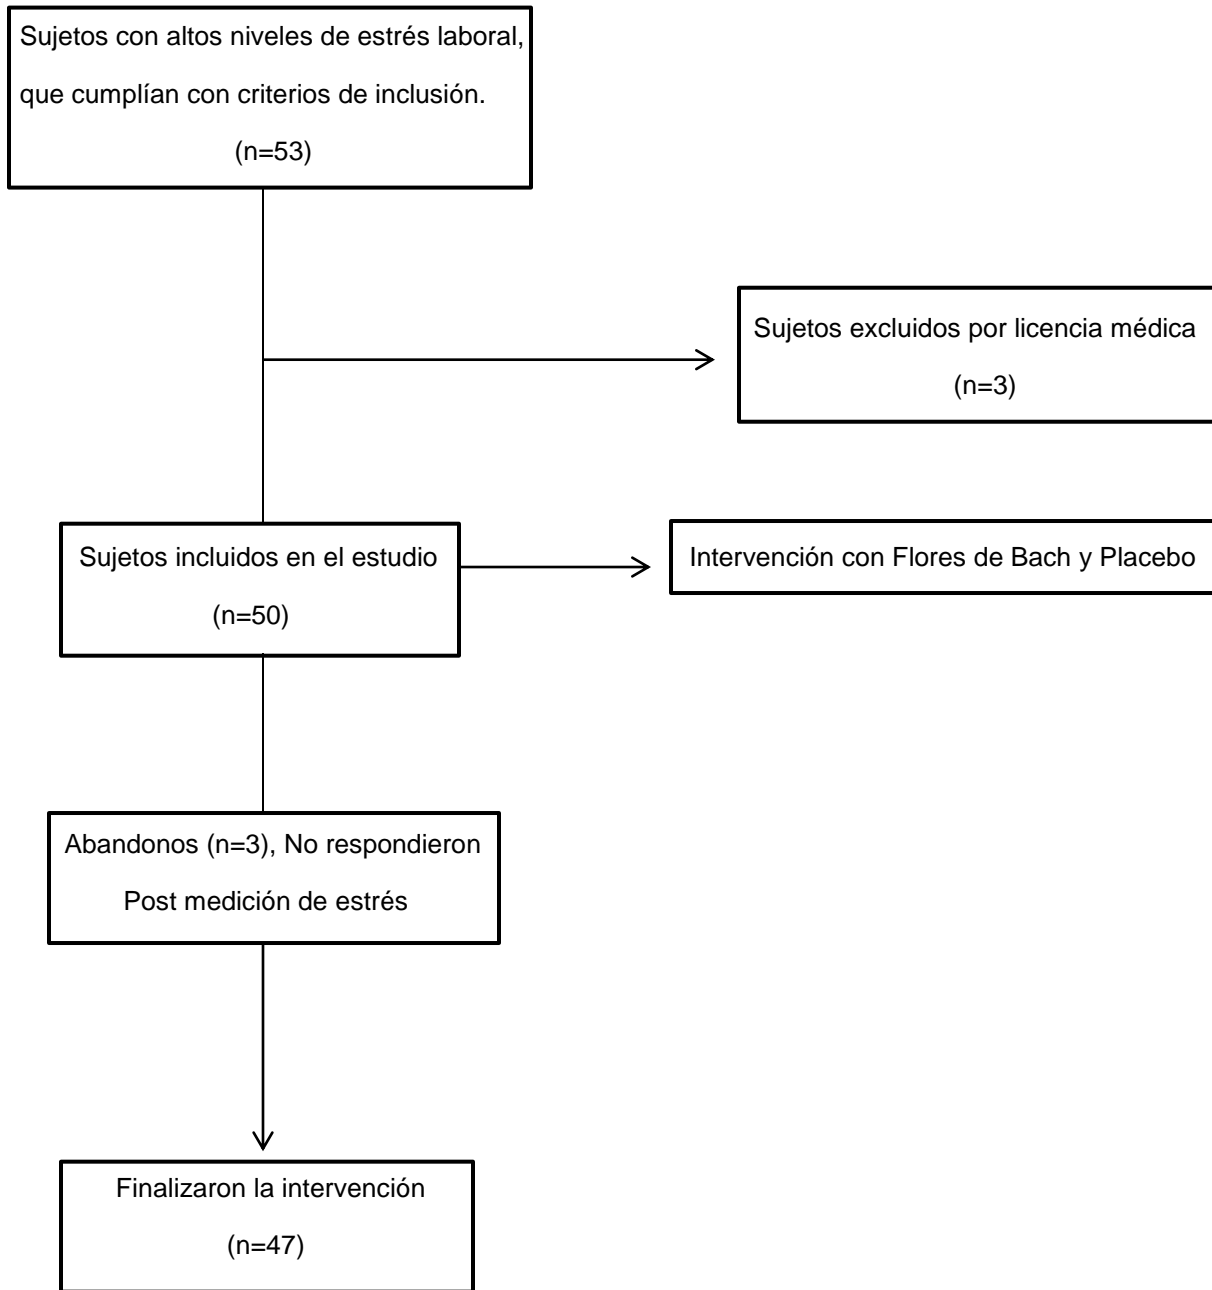 Sujetos con altos niveles de estrés laboral,
que cumplían con criterios de inclusión.
(n=53)
Sujetos excluidos por licencia médica
(n=3)
Sujetos incluidos en el estudio
(n=50)
Intervención con Flores de Bach y Placebo
Abandonos (n=3), No respondieron
Post medición de estrés
Finalizaron la intervención
(n=47)